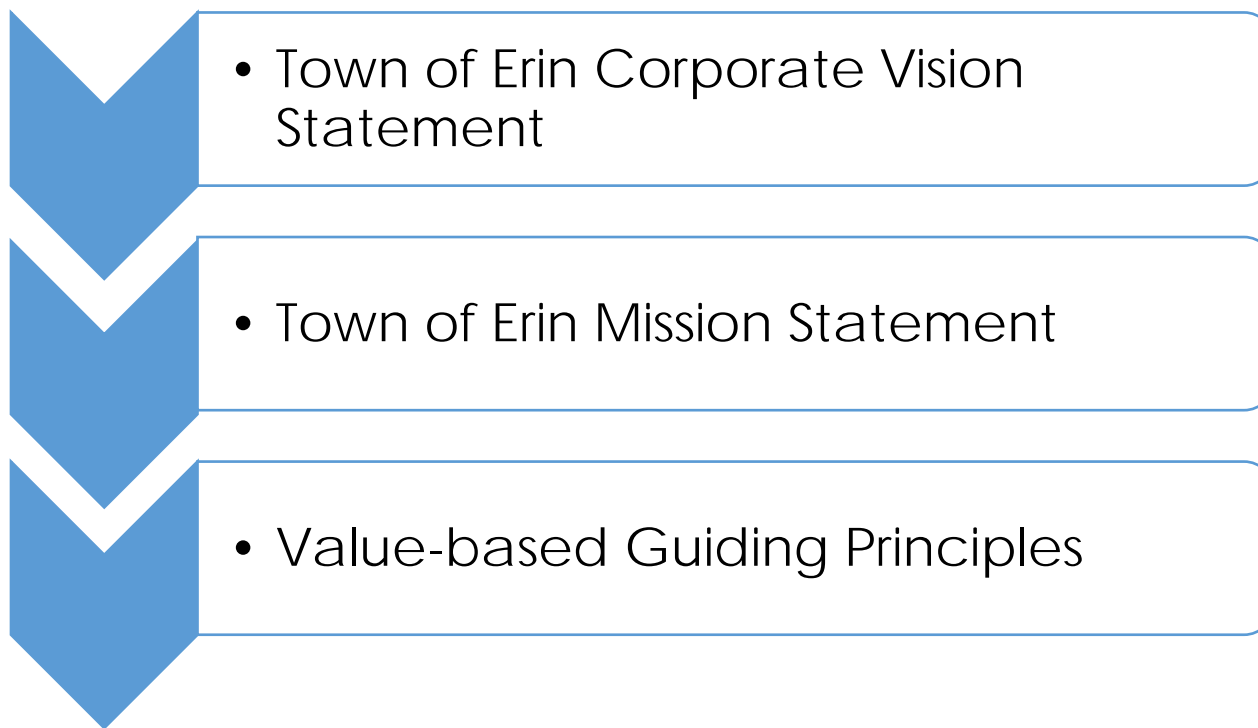 • Town of Erin Corporate Vision
Statement
• Town of Erin Mission Statement
• Value-based Guiding Principles